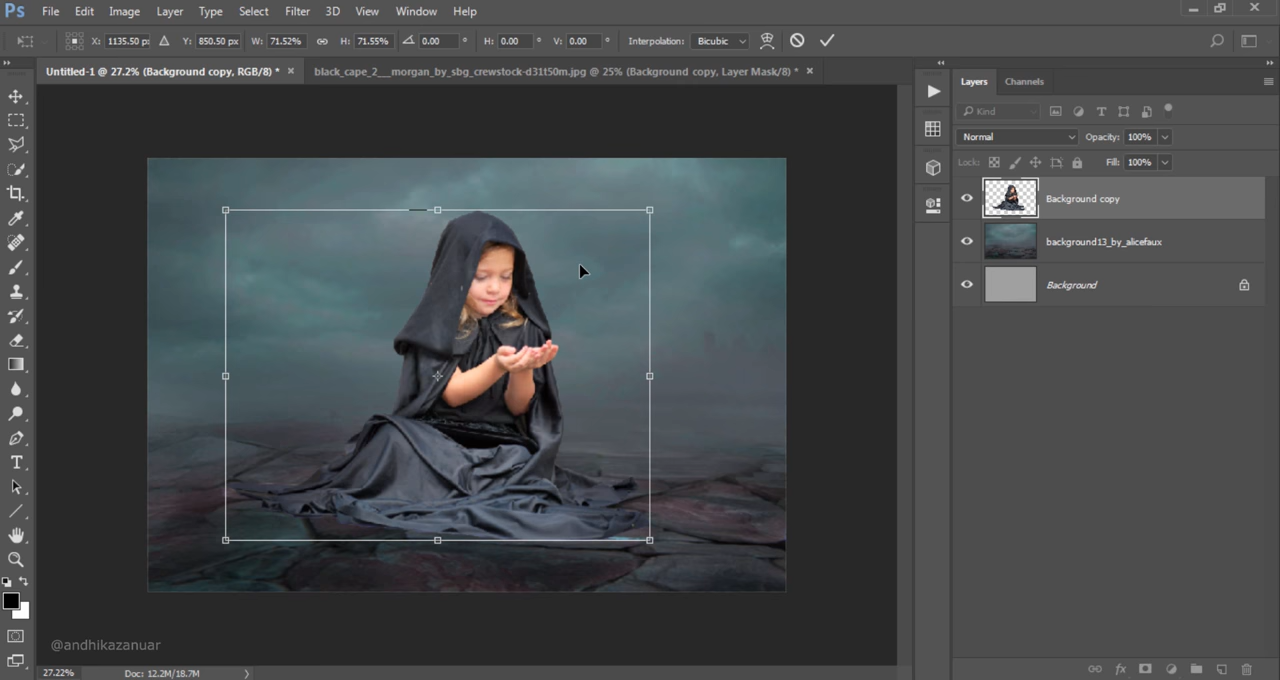 Ps File Edit Image Layer Type Select Filter 3D View Window Help
X: 1135.50 px Y: 850.50 px W: 71.52% H: 71.55% 0.00 ° H: 0.00 ° V: 0.00 ° Interpolation: Bicubic
Untitled-1 @ 27.2% (Background copy, RGB/8) * × black_cape_2__morgan_by_sbg_crewstock-d31t50m.jpg @ 25% (Background copy, Layer Mask/8) * ×
Layers Channels
Kind
Normal Opacity: 100%
Lock: Fill: 100%
Background copy
background13_by_alicefaux
Background
@andhikazanuar
27.22% Doc: 12.2M/18.7M